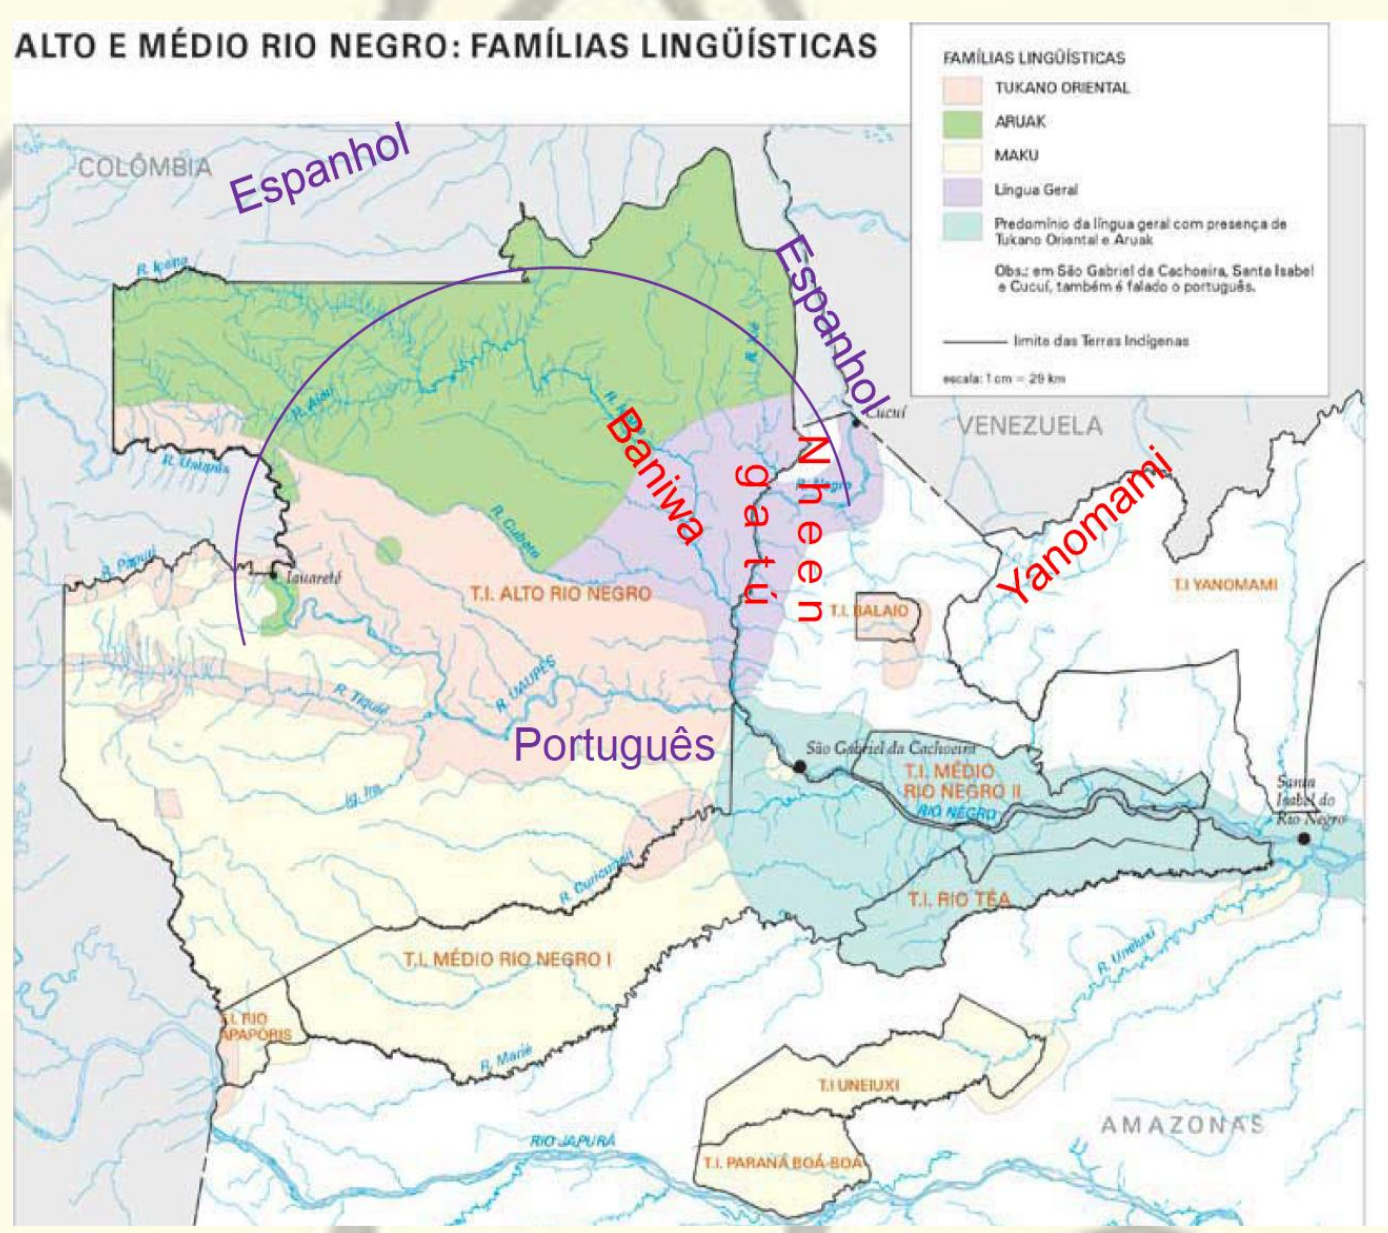 ALTO E MÉDIO RIO NEGRO: FAMÍLIAS LINGÜÍSTICAS
FAMÍLIAS LINGÜÍSTICAS
TUKANO ORIENTAL
ARUAK
MAKU
Língua Geral
Predomínio da língua geral com presença de
Tukano Oriental e Aruak
Obs.: em São Gabriel da Cachoeira, Santa Isabel
e Cucuí, também é falado o português.
limite das Terras Indígenas
escala: 1 cm = 29 km
COLÔMBIA
Espanhol
Espanhol
R. Içana
R. Aiari
R. Uaupés
Cucuí
VENEZUELA
Baniwa
Nheen
gatú
R. Negro
Yanomami
R. Cubate
R. Papuri
Iauaretê
T.I. ALTO RIO NEGRO
T.I. BALAIO
T.I YANOMAMI
R. Tiquié
R. UAUPÉS
Português
São Gabriel da Cachoeira
T.I. MÉDIO
RIO NEGRO II
RIO NEGRO
Santa
Isabel do
Rio Negro
Ig. Ira
R. Curicuriari
T.I. RIO TÉA
T.I. MÉDIO RIO NEGRO I
R. Uneiuxi
RIO
APAPÓRIS
R. Marié
T.I UNEIUXI
AMAZONAS
RIO JAPURÁ
T.I. PARANÁ BOÁ-BOÁ